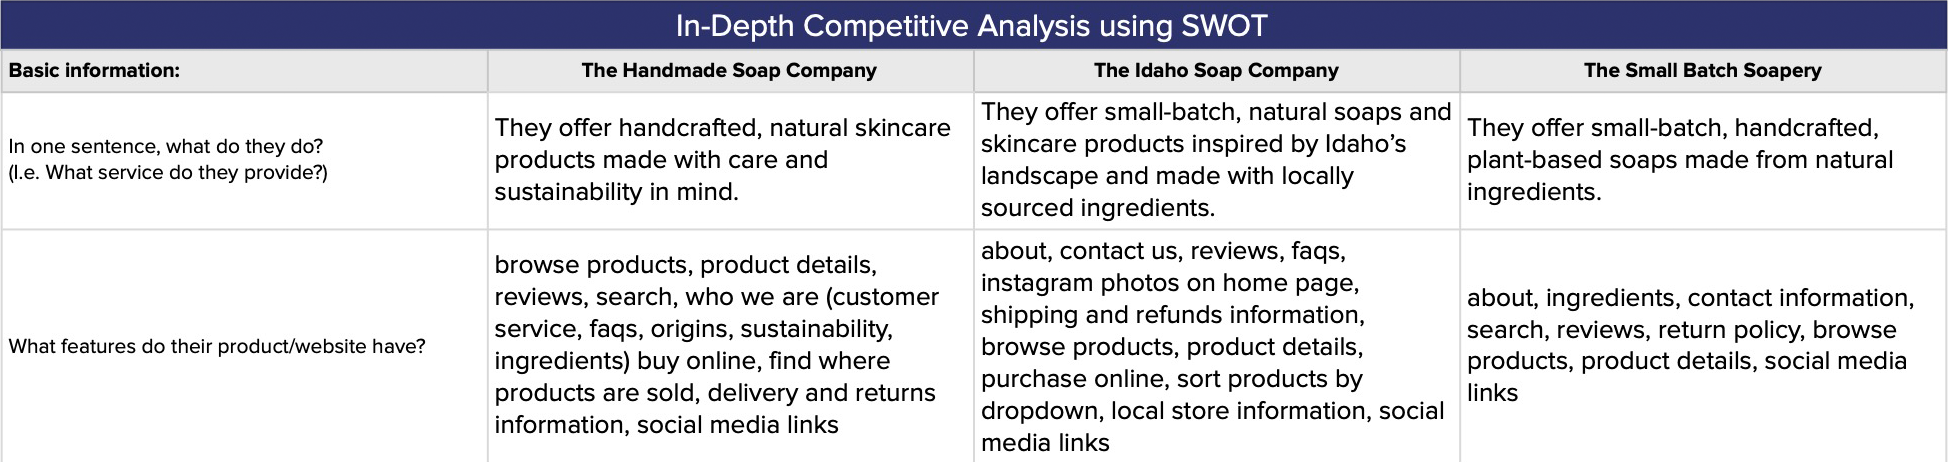 In-Depth Competitive Analysis using SWOT
Basic information:
The Handmade Soap Company
The Idaho Soap Company
The Small Batch Soapery
In one sentence, what do they do?
(I.e. What service do they provide?)
They offer handcrafted, natural skincare
products made with care and
sustainability in mind.
They offer small-batch, natural soaps and
skincare products inspired by Idaho’s
landscape and made with locally
sourced ingredients.
They offer small-batch, handcrafted,
plant-based soaps made from natural
ingredients.
What features do their product/website have?
browse products, product details,
reviews, search, who we are (customer
service, faqs, origins, sustainability,
ingredients) buy online, find where
products are sold, delivery and returns
information, social media links
about, contact us, reviews, faqs,
instagram photos on home page,
shipping and refunds information,
browse products, product details,
purchase online, sort products by
dropdown, local store information, social
media links
about, ingredients, contact information,
search, reviews, return policy, browse
products, product details, social media
links